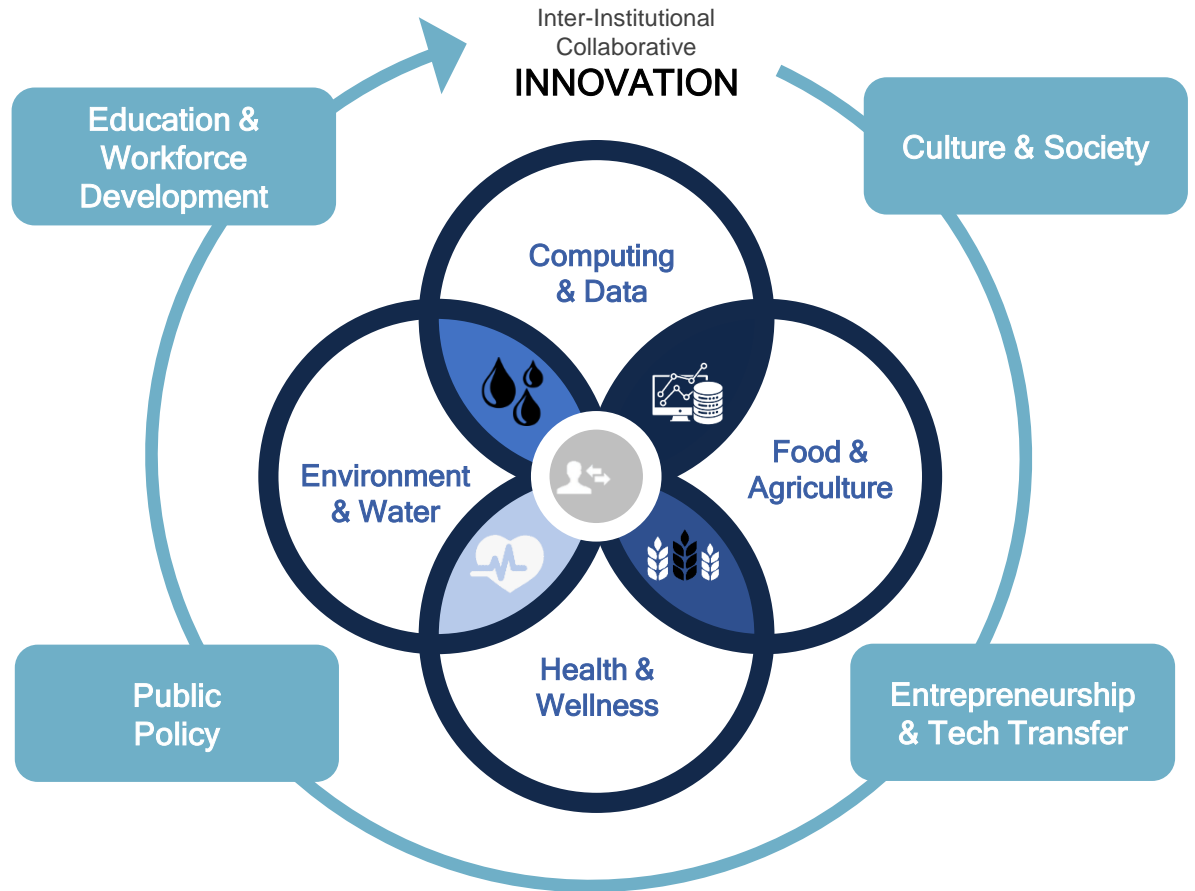 Inter-Institutional
Collaborative
INNOVATION
Education &
Workforce
Development
Culture & Society
Computing
& Data
Environment
& Water
Food &
Agriculture
Health &
Wellness
Public
Policy
Entrepreneurship
& Tech Transfer